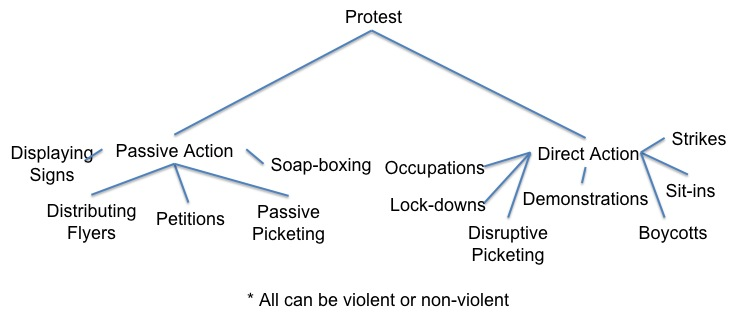 Protest
Displaying
Signs
Passive Action
Soap-boxing
Distributing
Flyers
Petitions
Passive
Picketing
Occupations
Direct Action
Strikes
Lock-downs
Demonstrations
Sit-ins
Disruptive
Picketing
Boycotts
* All can be violent or non-violent